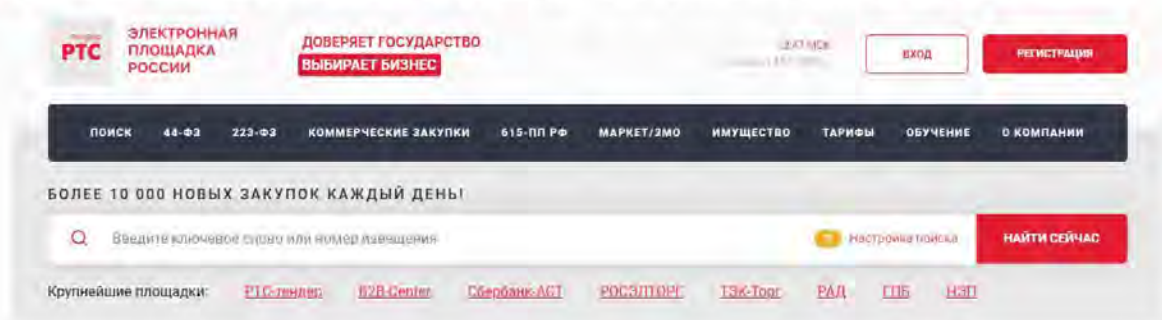 РТС
ЭЛЕКТРОННАЯ
ПЛОЩАДКА
РОССИИ
ДОВЕРЯЕТ ГОСУДАРСТВО
ВЫБИРАЕТ БИЗНЕС
МСК
ВХОД
РЕГИСТРАЦИЯ
ПОИСК 44-ФЗ 223-ФЗ КОММЕРЧЕСКИЕ ЗАКУПКИ 615-ПП РФ МАРКЕТ/ЗМО ИМУЩЕСТВО ТАРИФЫ ОБУЧЕНИЕ О КОМПАНИИ
БОЛЕЕ 10 000 НОВЫХ ЗАКУПОК КАЖДЫЙ ДЕНЬ!
Введите ключевое слово или номер извещения Настройка поиска НАЙТИ СЕЙЧАС
Крупнейшие площадки: РТС-тендер B2B-Center Сбербанк-АСТ РОСЭЛТОРГ ТЭК-Торг РАД ГПБ НЭП